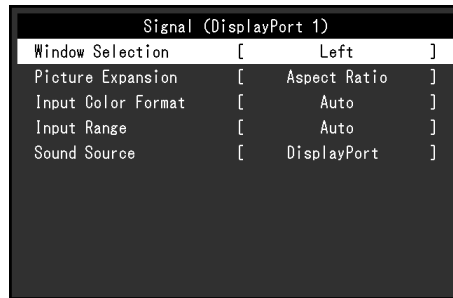 Signal (DisplayPort 1)
Window Selection [ Left ]
Picture Expansion [ Aspect Ratio ]
Input Color Format [ Auto ]
Input Range [ Auto ]
Sound Source [ DisplayPort ]